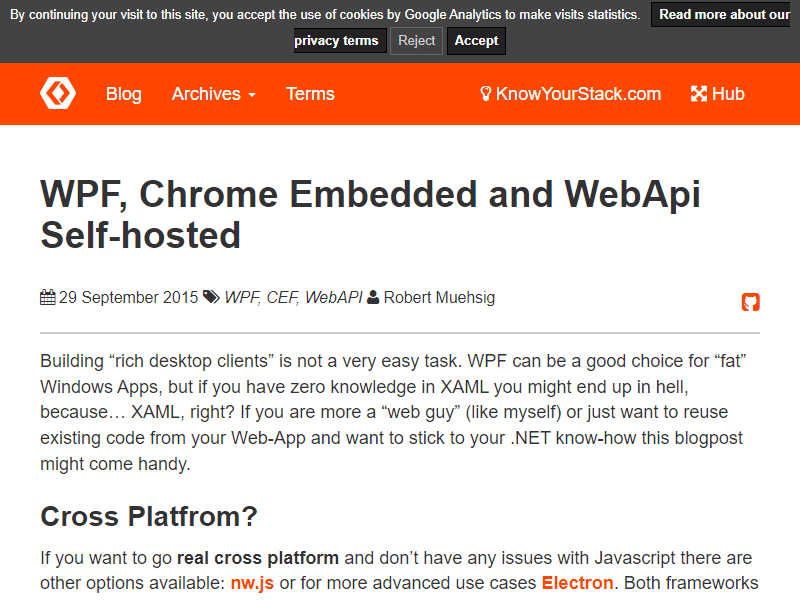 By continuing your visit to this site, you accept the use of cookies by Google Analytics to make visits statistics. Read more about our
privacy terms Reject Accept
Blog Archives Terms KnowYourStack.com Hub
WPF, Chrome Embedded and WebApi
Self-hosted
29 September 2015 WPF, CEF, WebAPI Robert Muehsig
Building “rich desktop clients” is not a very easy task. WPF can be a good choice for “fat”
Windows Apps, but if you have zero knowledge in XAML you might end up in hell,
because… XAML, right? If you are more a “web guy” (like myself) or just want to reuse
existing code from your Web-App and want to stick to your .NET know-how this blogpost
might come handy.
Cross Platfrom?
If you want to go real cross platform and don’t have any issues with Javascript there are
other options available: nw.js or for more advanced use cases Electron. Both frameworks